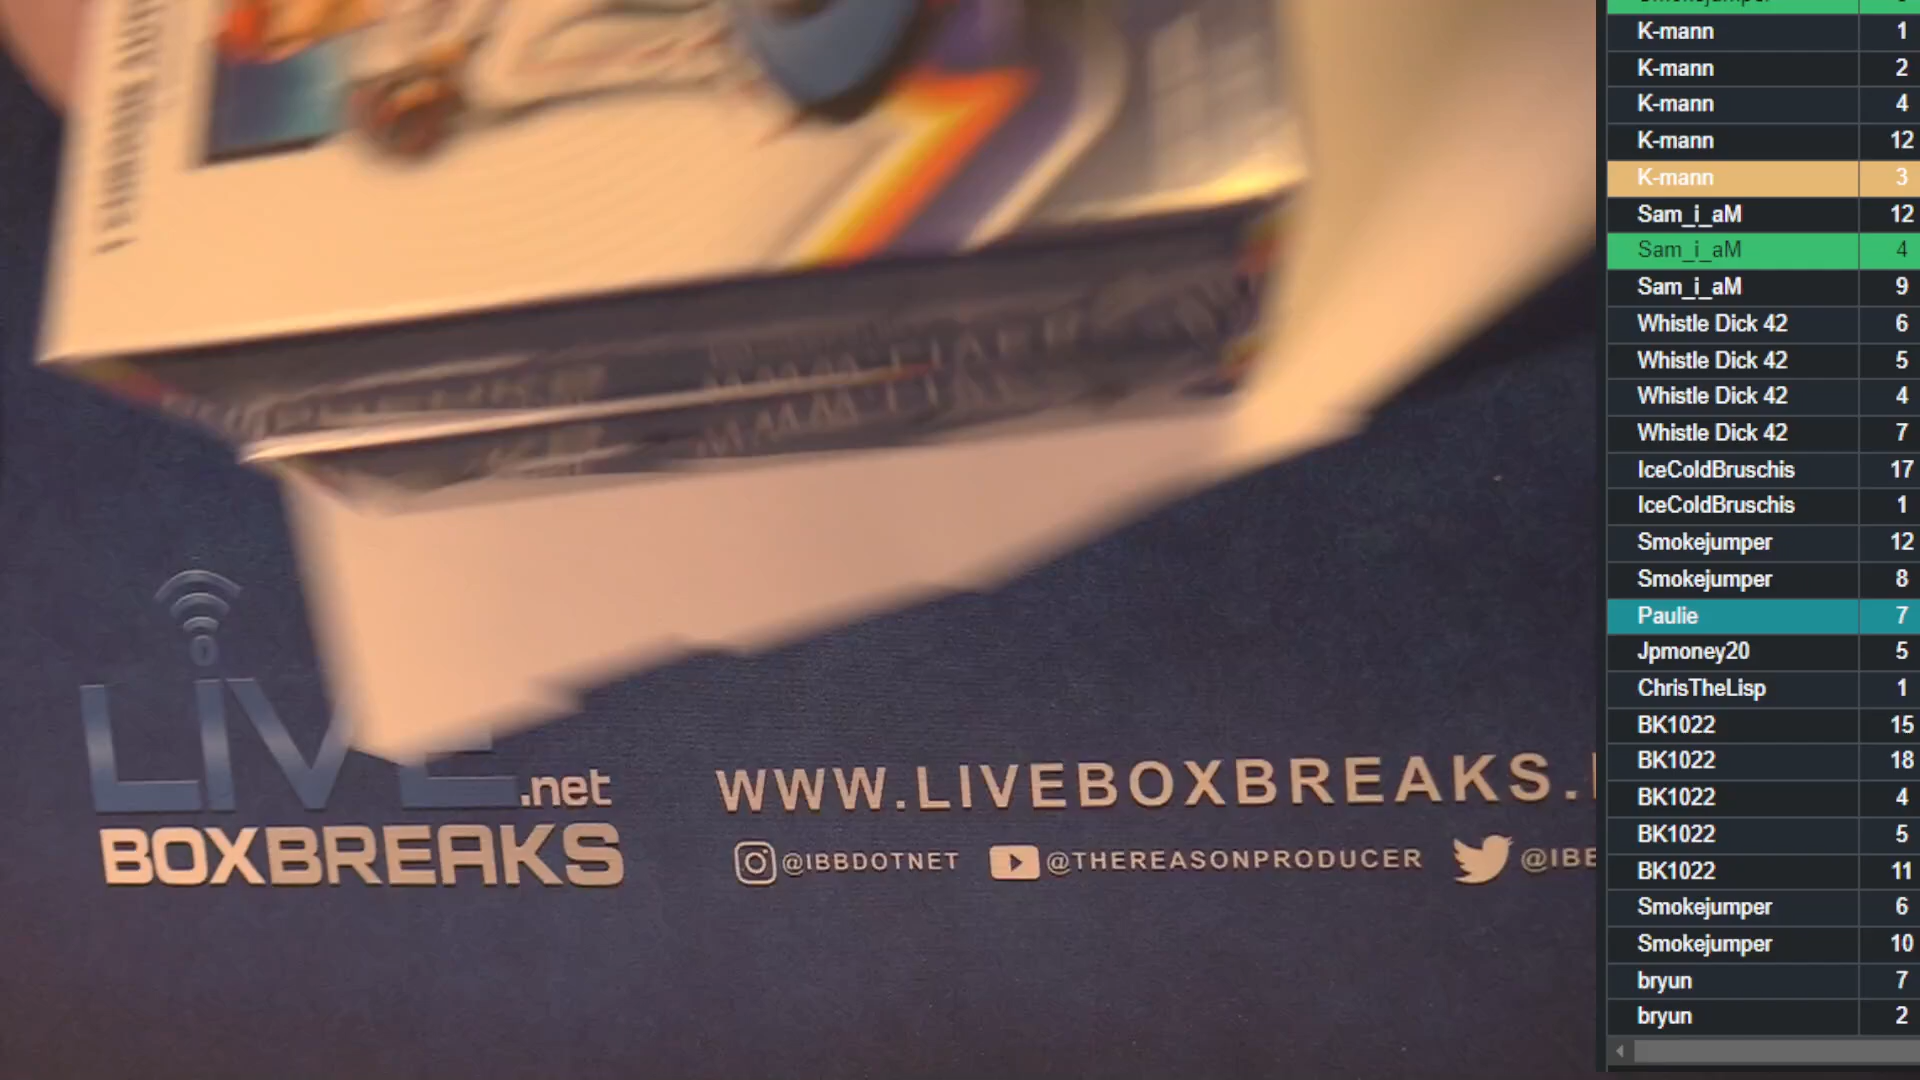 K-mann 1
K-mann 2
K-mann 4
K-mann 12
K-mann 3
Sam_i_aM 12
Sam_i_aM 4
Sam_i_aM 9
Whistle Dick 42 6
Whistle Dick 42 5
Whistle Dick 42 4
Whistle Dick 42 7
IceColdBruschis 17
IceColdBruschis 1
Smokejumper 12
Smokejumper 8
Paulie 7
Jpmoney20 5
ChrisTheLisp 1
BK1022 15
BK1022 18
BK1022 4
BK1022 5
BK1022 11
Smokejumper 6
Smokejumper 10
bryun 7
bryun 2
LIVE.net
BOXBREAKS
WWW.LIVEBOXBREAKS.
@IBBDOTNET @THEREASONPRODUCER @IBB